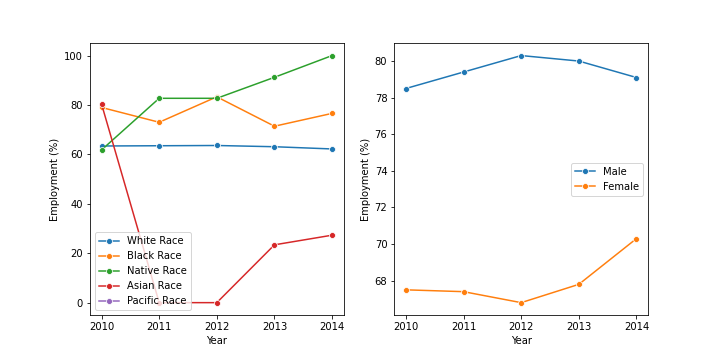 100
80
60
40
20
0
Employment (%)
2010 2011 2012 2013 2014
Year
White Race
Black Race
Native Race
Asian Race
Pacific Race
80
78
76
74
72
70
68
Employment (%)
2010 2011 2012 2013 2014
Year
Male
Female